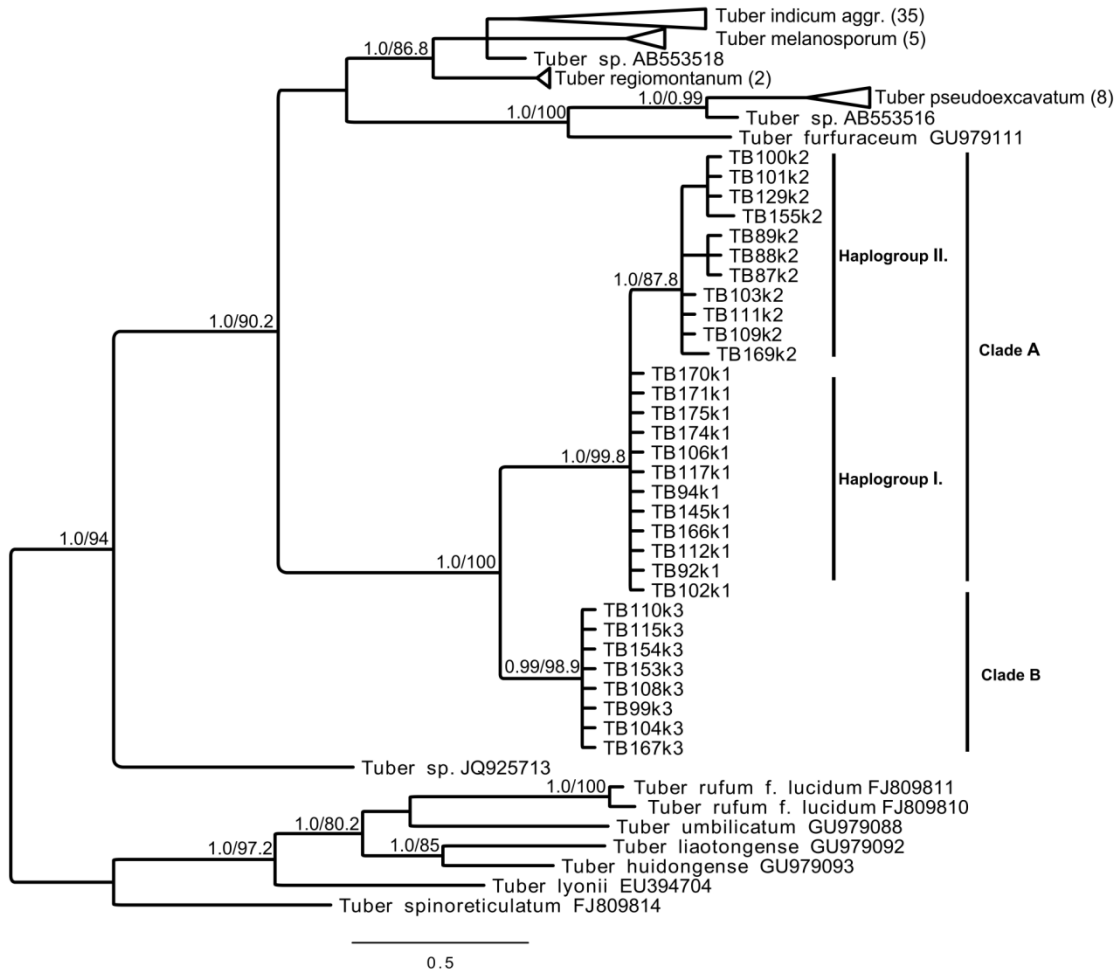 Tuber indicum aggr. (35)
Tuber melanosporum (5)
1.0/86.8
Tuber sp. AB553518
Tuber regiomontanum (2)
1.0/0.99
Tuber pseudoexcavatum (8)
1.0/100
Tuber sp. AB553516
Tuber furfuraceum GU979111
TB100k2
TB101k2
TB129k2
TB155k2
TB89k2
TB88k2
Haplogroup II.
TB87k2
1.0/87.8
TB103k2
TB111k2
1.0/90.2
TB109k2
TB169k2
Clade A
TB170k1
TB171k1
TB175k1
TB174k1
TB106k1
1.0/99.8
TB117k1
Haplogroup I.
TB94k1
TB145k1
TB166k1
1.0/94
TB112k1
1.0/100
TB92k1
TB102k1
TB110k3
TB115k3
TB154k3
0.99/98.9
TB153k3
Clade B
TB108k3
TB99k3
TB104k3
TB167k3
Tuber sp. JQ925713
1.0/100
Tuber rufum f. lucidum FJ809811
Tuber rufum f. lucidum FJ809810
1.0/80.2
Tuber umbilicatum GU979088
1.0/85
Tuber liaotongense GU979092
1.0/97.2
Tuber huidongense GU979093
Tuber lyonii EU394704
Tuber spinoreticulatum FJ809814
0.5